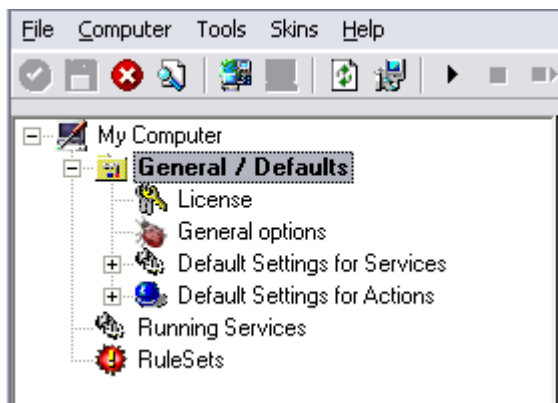 File Computer Tools Skins Help
My Computer
General / Defaults
License
General options
Default Settings for Services
Default Settings for Actions
Running Services
RuleSets